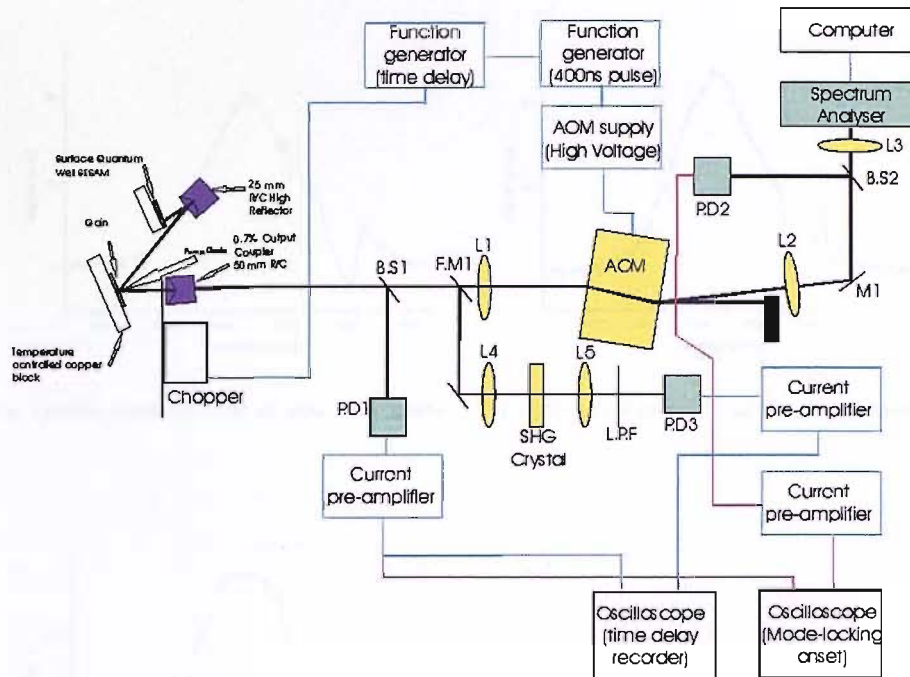 Function
generator
(time delay)
Function
generator
(400ns pulse)
Computer
Spectrum
Analyser
AOM supply
(High Voltage)
L3
B.S2
P.D2
Surface Quantum
Well SESAM
25 mm
R/C High
Reflector
Gain
0.7% Output
Coupler
50 mm R/C
B.S1
F.M1
L1
AOM
L2
M1
Temperature
controlled copper
block
Chopper
P.D1
L4
L5
SHG
Crystal
L.P.F
P.D3
Current
pre-amplifier
Current
pre-amplifier
Current
pre-amplifier
Oscilloscope
(time delay
recorder)
Oscilloscope
(Mode-locking
onset)